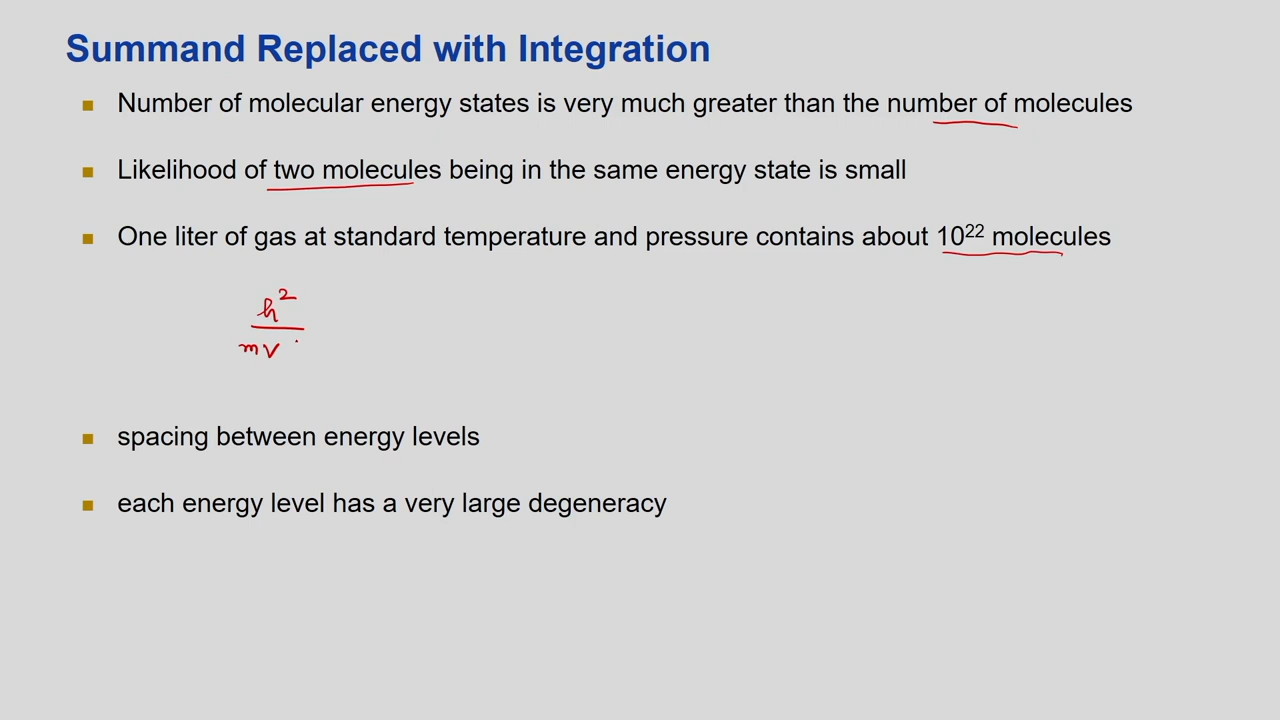 Summand Replaced with Integration
Number of molecular energy states is very much greater than the number of molecules
Likelihood of two molecules being in the same energy state is small
One liter of gas at standard temperature and pressure contains about 10²² molecules
h²
mV
spacing between energy levels
each energy level has a very large degeneracy